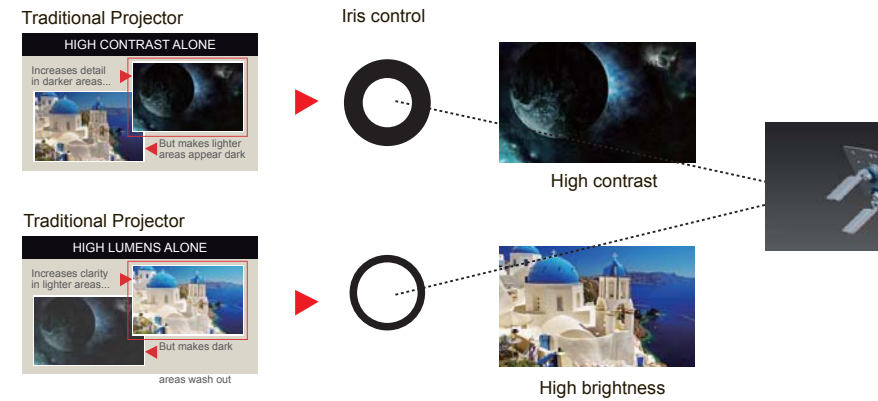 Traditional Projector
Iris control
HIGH CONTRAST ALONE
Increases detail
in darker areas...
But makes lighter
areas appear dark
High contrast
Traditional Projector
HIGH LUMENS ALONE
Increases clarity
in lighter areas...
But makes dark
areas wash out
High brightness